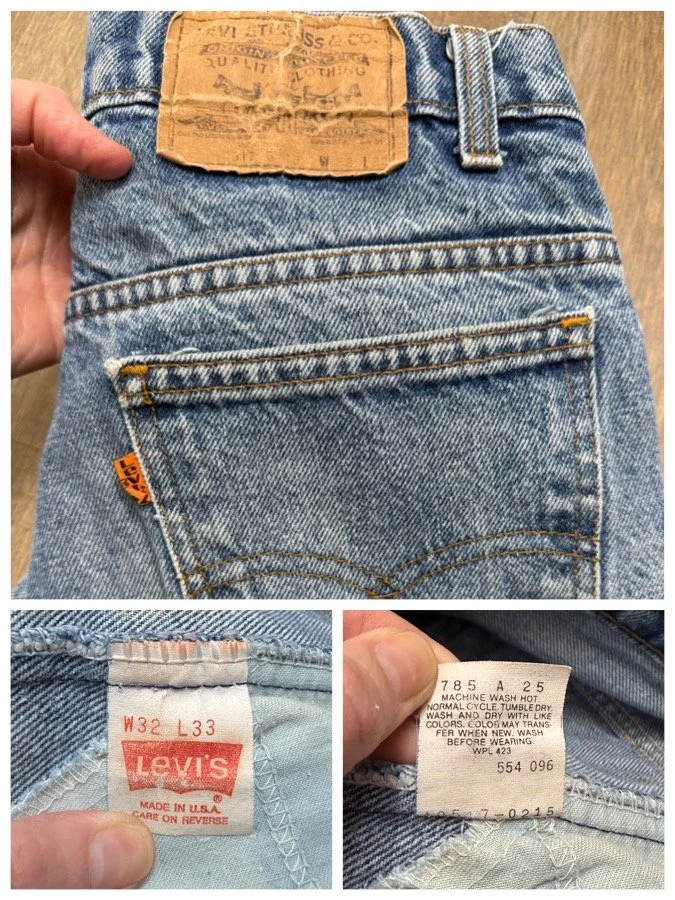 LEVI STRAUSS & CO.
QUALITY CLOTHING
W L
Levi's
W32 L33
Levi's
®
MADE IN U.S.A.
CARE ON REVERSE
785 A 25
MACHINE WASH HOT.
NORMAL CYCLE. TUMBLE DRY.
WASH AND DRY WITH LIKE
COLORS. COLOR MAY TRANS-
FER WHEN NEW. WASH
BEFORE WEARING.
WPL 423
554 096
7-0215